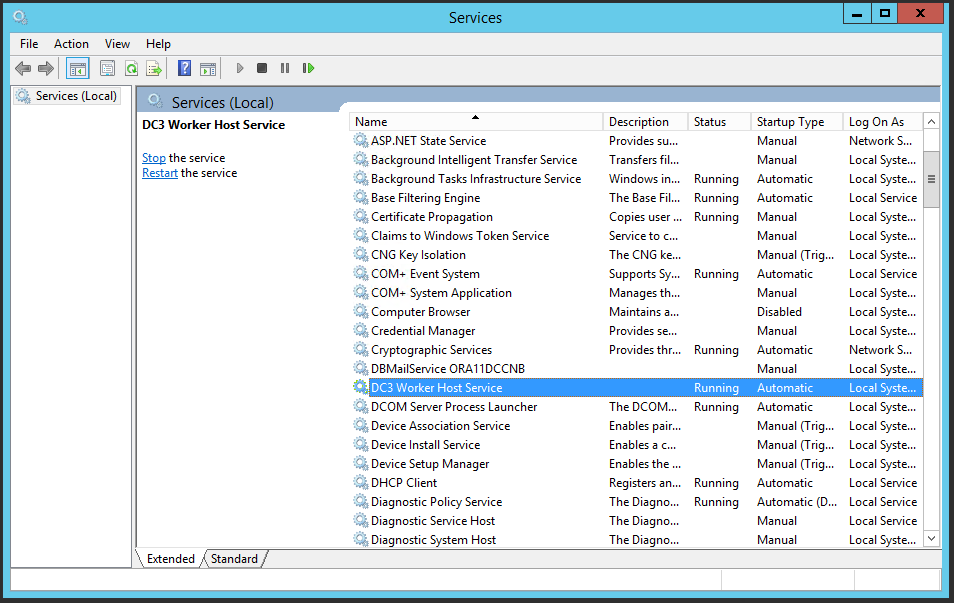 Services
File Action View Help
Services (Local)
Services (Local)
DC3 Worker Host Service
Stop the service
Restart the service
Name Description Status Startup Type Log On As
ASP.NET State Service Provides su... Manual Network S...
Background Intelligent Transfer Service Transfers fil... Manual Local Syste...
Background Tasks Infrastructure Service Windows in... Running Automatic Local Syste...
Base Filtering Engine The Base Fil... Running Automatic Local Service
Certificate Propagation Copies user ... Running Manual Local Syste...
Claims to Windows Token Service Service to c... Manual Local Syste...
CNG Key Isolation The CNG ke... Manual (Trig... Local Syste...
COM+ Event System Supports Sy... Running Automatic Local Service
COM+ System Application Manages th... Manual Local Syste...
Computer Browser Maintains a... Disabled Local Syste...
Credential Manager Provides se... Manual Local Syste...
Cryptographic Services Provides thr... Running Automatic Network S...
DBMailService ORA11DCCNB Manual Local Syste...
DC3 Worker Host Service Running Automatic Local Syste...
DCOM Server Process Launcher The DCOM... Running Automatic Local Syste...
Device Association Service Enables pair... Manual (Trig... Local Syste...
Device Install Service Enables a c... Manual (Trig... Local Syste...
Device Setup Manager Enables the ... Manual (Trig... Local Syste...
DHCP Client Registers an... Running Automatic Local Service
Diagnostic Policy Service The Diagno... Running Automatic (D... Local Service
Diagnostic Service Host The Diagno... Manual Local Service
Diagnostic System Host The Diagno... Manual Local Syste...
Extended Standard